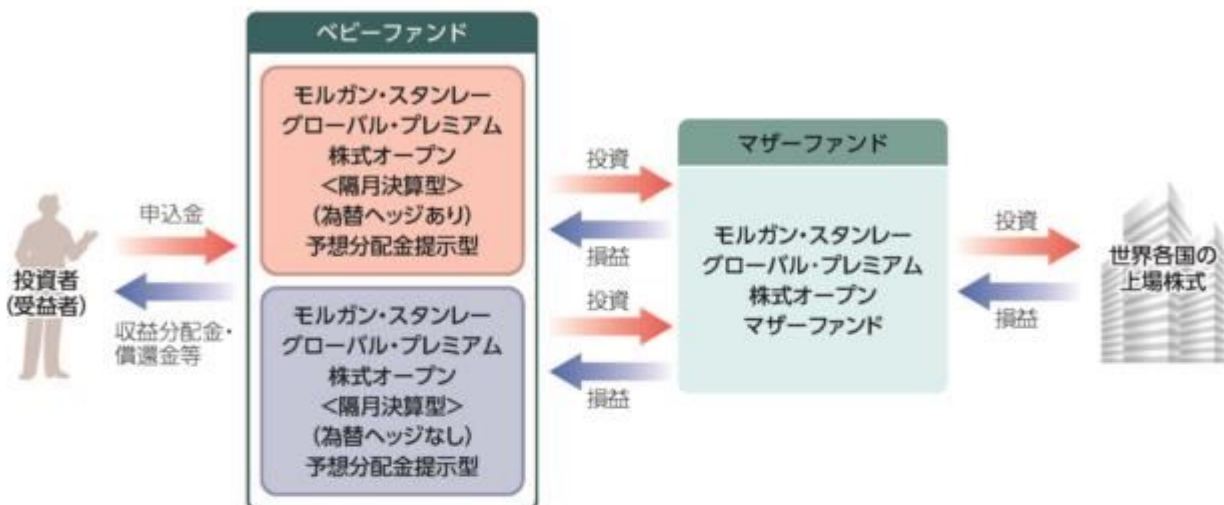 ベビーファンド
モルガン・スタンレー
グローバル・プレミアム
株式オープン
<隔月決算型>
(為替ヘッジあり)
予想分配金提示型
モルガン・スタンレー
グローバル・プレミアム
株式オープン
<隔月決算型>
(為替ヘッジなし)
予想分配金提示型
申込金
投資者
(受益者)
収益分配金・
償還金等
投資
損益
投資
損益
マザーファンド
モルガン・スタンレー
グローバル・プレミアム
株式オープン
マザーファンド
投資
損益
世界各国の
上場株式